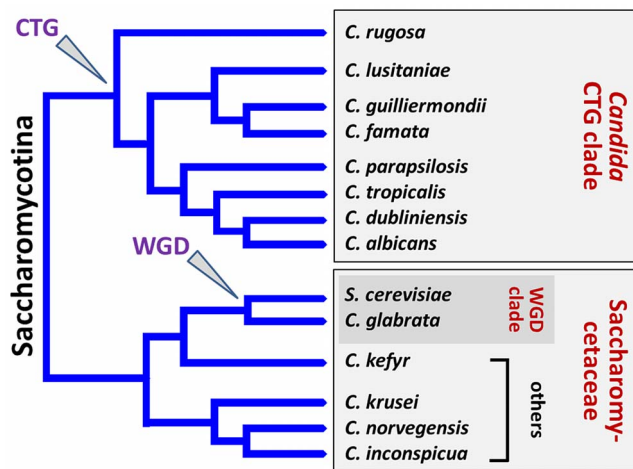 CTG
C. rugosa
C. lusitaniae
C. guilliermondii
C. famata
C. parapsilosis
C. tropicalis
C. dubliniensis
C. albicans
Candida
CTG clade
Saccharomycotina
WGD
S. cerevisiae
C. glabrata
WGD
clade
C. kefyr
C. krusei
C. norvegensis
C. inconspicua
others
Saccharomy-
cetaceae